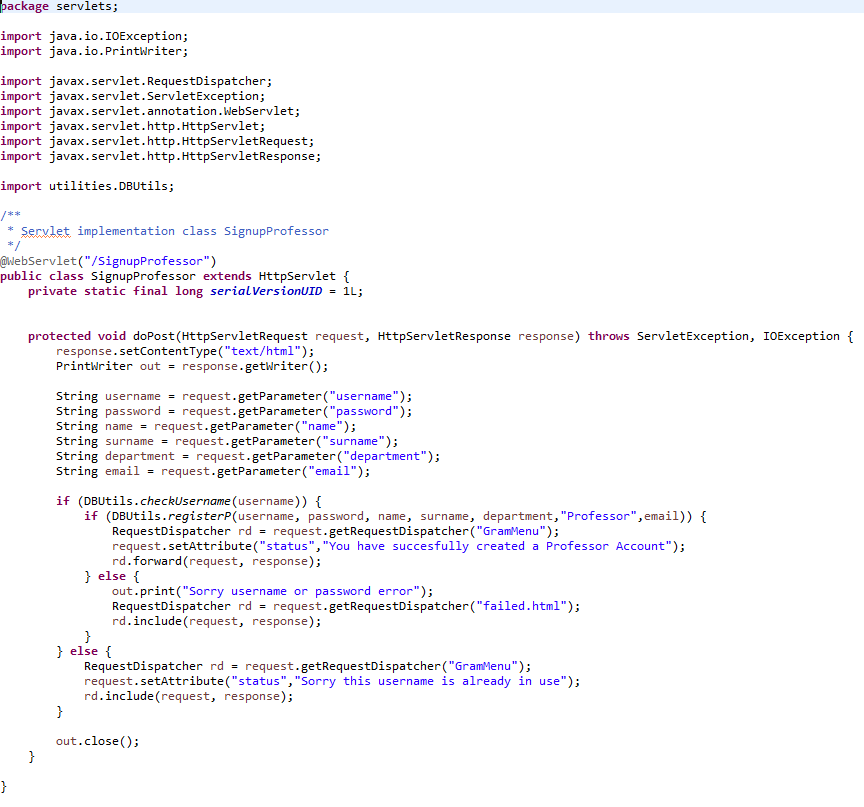 package servlets;
import java.io.IOException;
import java.io.PrintWriter;
import javax.servlet.RequestDispatcher;
import javax.servlet.ServletException;
import javax.servlet.annotation.WebServlet;
import javax.servlet.http.HttpServlet;
import javax.servlet.http.HttpServletRequest;
import javax.servlet.http.HttpServletResponse;
import utilities.DBUtils;
/**
 * Servlet implementation class SignupProfessor
 */
@WebServlet("/SignupProfessor")
public class SignupProfessor extends HttpServlet {
    private static final long serialVersionUID = 1L;
    protected void doPost(HttpServletRequest request, HttpServletResponse response) throws ServletException, IOException {
        response.setContentType("text/html");
        PrintWriter out = response.getWriter();
        String username = request.getParameter("username");
        String password = request.getParameter("password");
        String name = request.getParameter("name");
        String surname = request.getParameter("surname");
        String department = request.getParameter("department");
        String email = request.getParameter("email");
        if (DBUtils.checkUsername(username)) {
            if (DBUtils.registerP(username, password, name, surname, department,"Professor",email)) {
                RequestDispatcher rd = request.getRequestDispatcher("GramMenu");
                request.setAttribute("status","You have succesfully created a Professor Account");
                rd.forward(request, response);
            } else {
                out.print("Sorry username or password error");
                RequestDispatcher rd = request.getRequestDispatcher("failed.html");
                rd.include(request, response);
            }
        } else {
            RequestDispatcher rd = request.getRequestDispatcher("GramMenu");
            request.setAttribute("status","Sorry this username is already in use");
            rd.include(request, response);
        }
        out.close();
    }
}